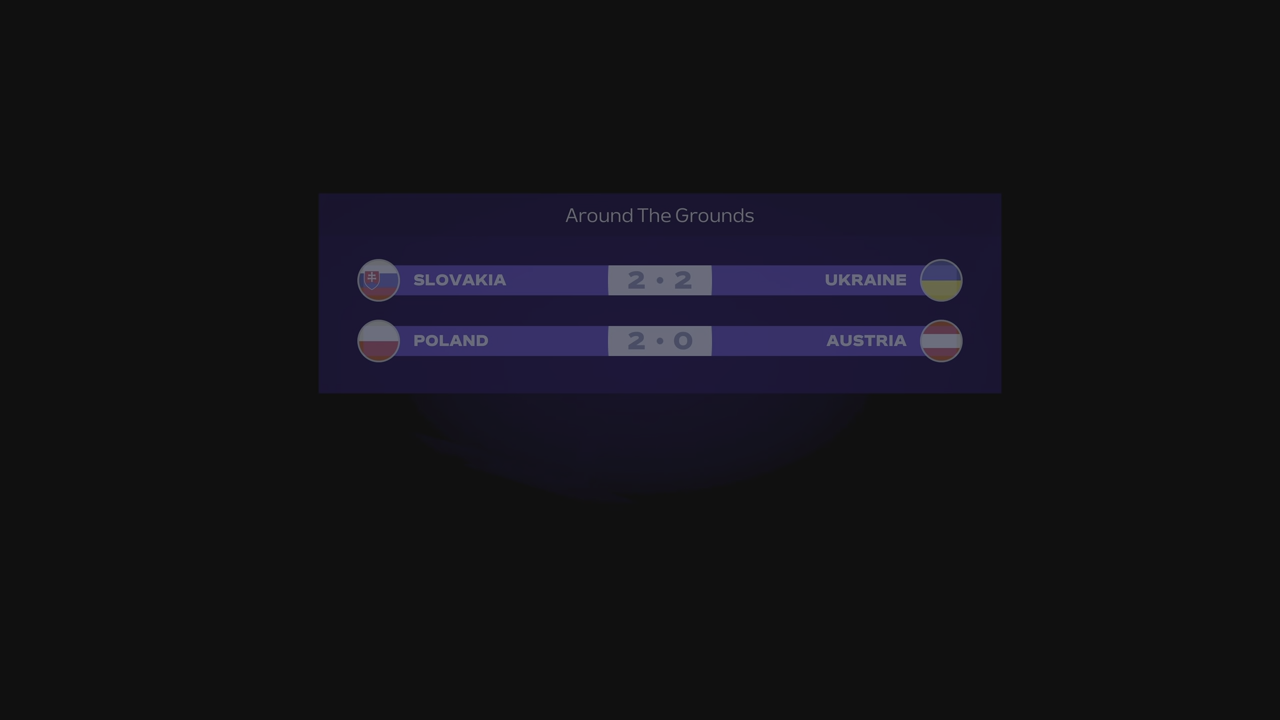 Around The Grounds
SLOVAKIA 2 • 2 UKRAINE
POLAND 2 • 0 AUSTRIA